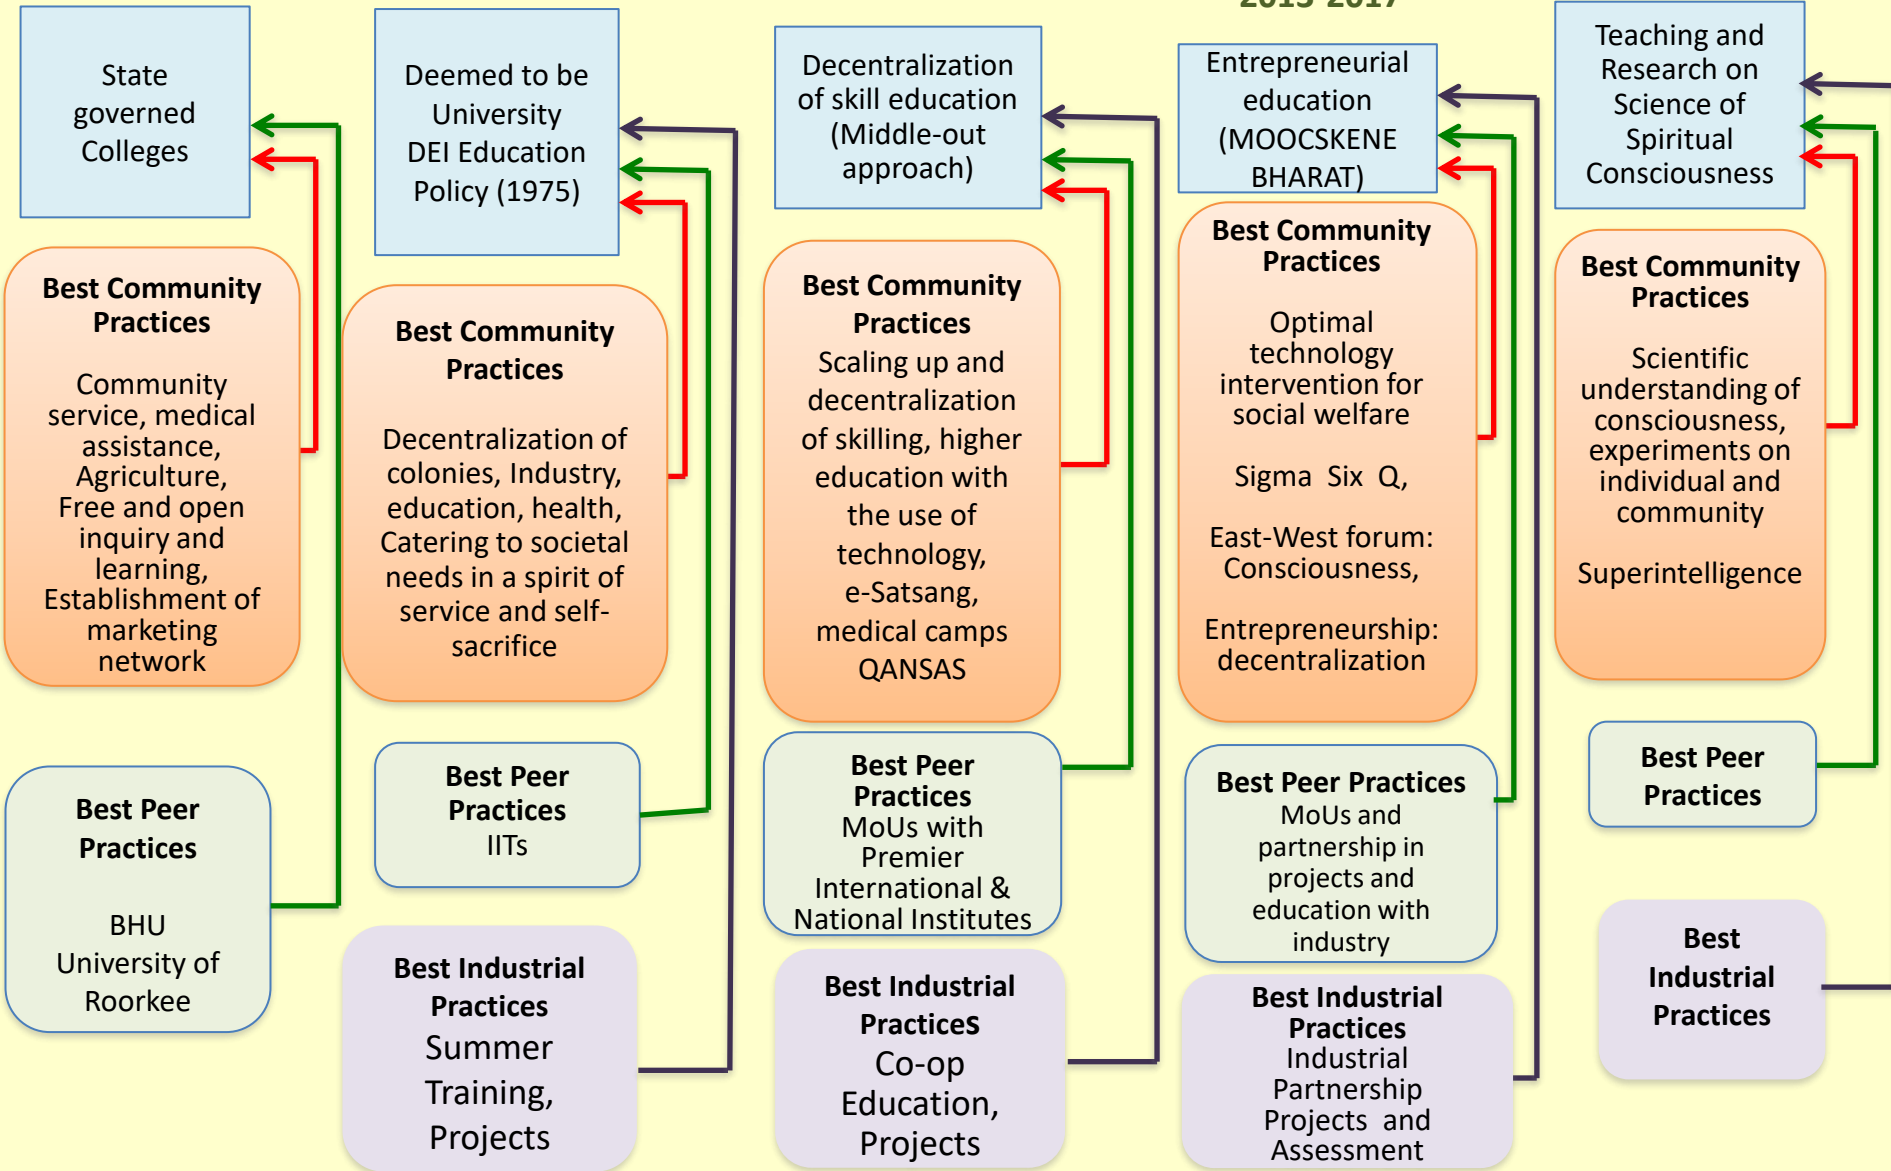 2013-2017
State
governed
Colleges
Best Community
Practices
Community
service, medical
assistance,
Agriculture,
Free and open
inquiry and
learning,
Establishment of
marketing
network
Best Peer
Practices
BHU
University of
Roorkee
Deemed to be
University
DEI Education
Policy (1975)
Best Community
Practices
Decentralization of
colonies, Industry,
education, health,
Catering to societal
needs in a spirit of
service and self-
sacrifice
Best Peer
Practices
IITs
Best Industrial
Practices
Summer
Training,
Projects
Decentralization
of skill education
(Middle-out
approach)
Best Community
Practices
Scaling up and
decentralization
of skilling, higher
education with
the use of
technology,
e-Satsang,
medical camps
QANSAS
Best Peer
Practices
MoUs with
Premier
International &
National Institutes
Best Industrial
Practices
Co-op
Education,
Projects
Entrepreneurial
education
(MOOCSKENE
BHARAT)
Best Community
Practices
Optimal
technology
intervention for
social welfare
Sigma Six Q,
East-West forum:
Consciousness,
Entrepreneurship:
decentralization
Best Peer Practices
MoUs and
partnership in
projects and
education with
industry
Best Industrial
Practices
Industrial
Partnership
Projects and
Assessment
Teaching and
Research on
Science of
Spiritual
Consciousness
Best Community
Practices
Scientific
understanding of
consciousness,
experiments on
individual and
community
Superintelligence
Best Peer
Practices
Best
Industrial
Practices